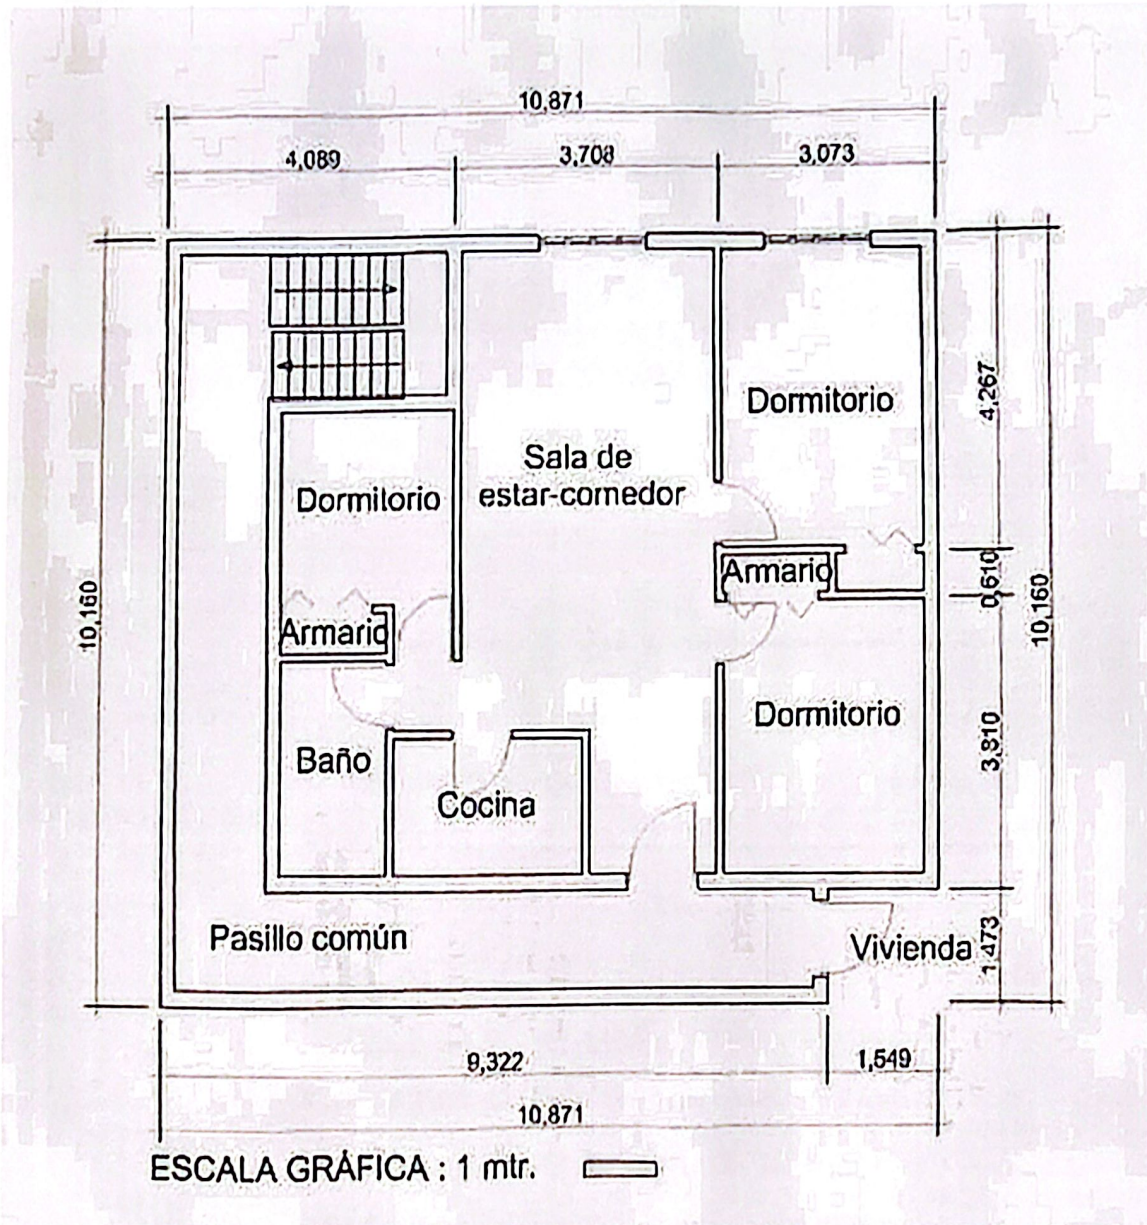 10,871
4,089
3,708
3,073
Dormitorio
4,267
Sala de
estar-comedor
Dormitorio
Armario
0,610
10,160
10,160
Armario
Dormitorio
3,810
Baño
Cocina
Pasillo común
Vivienda
1,473
9,322
1,549
10,871
ESCALA GRÁFICA : 1 mtr.